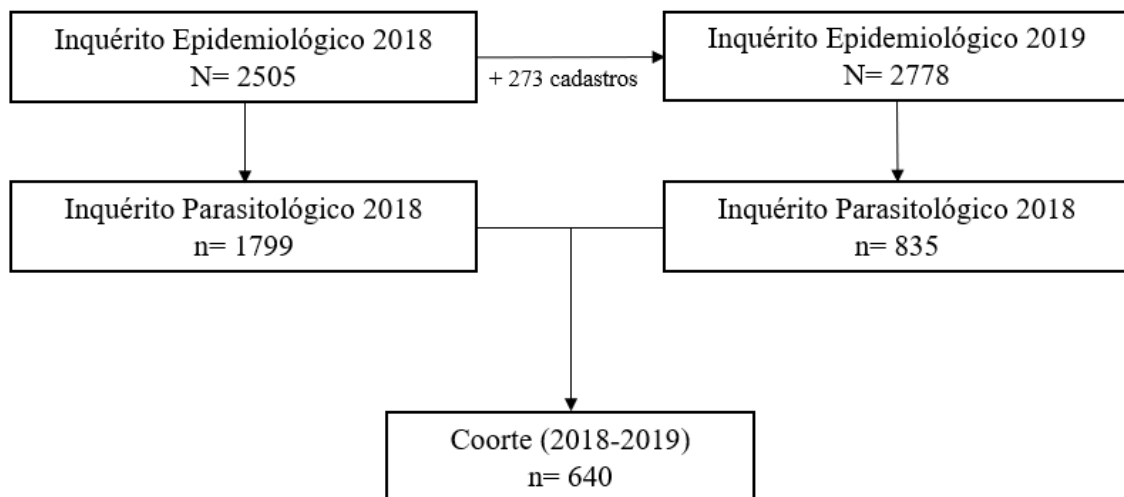 Inquérito Epidemiológico 2018
N= 2505
+ 273 cadastros
Inquérito Epidemiológico 2019
N= 2778
Inquérito Parasitológico 2018
n= 1799
Inquérito Parasitológico 2018
n= 835
Coorte (2018-2019)
n= 640